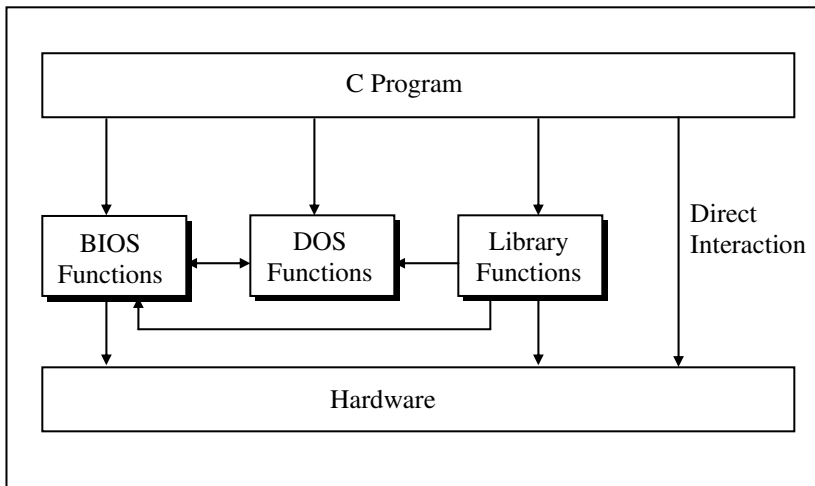 C Program
BIOS
Functions
DOS
Functions
Library
Functions
Direct
Interaction
Hardware